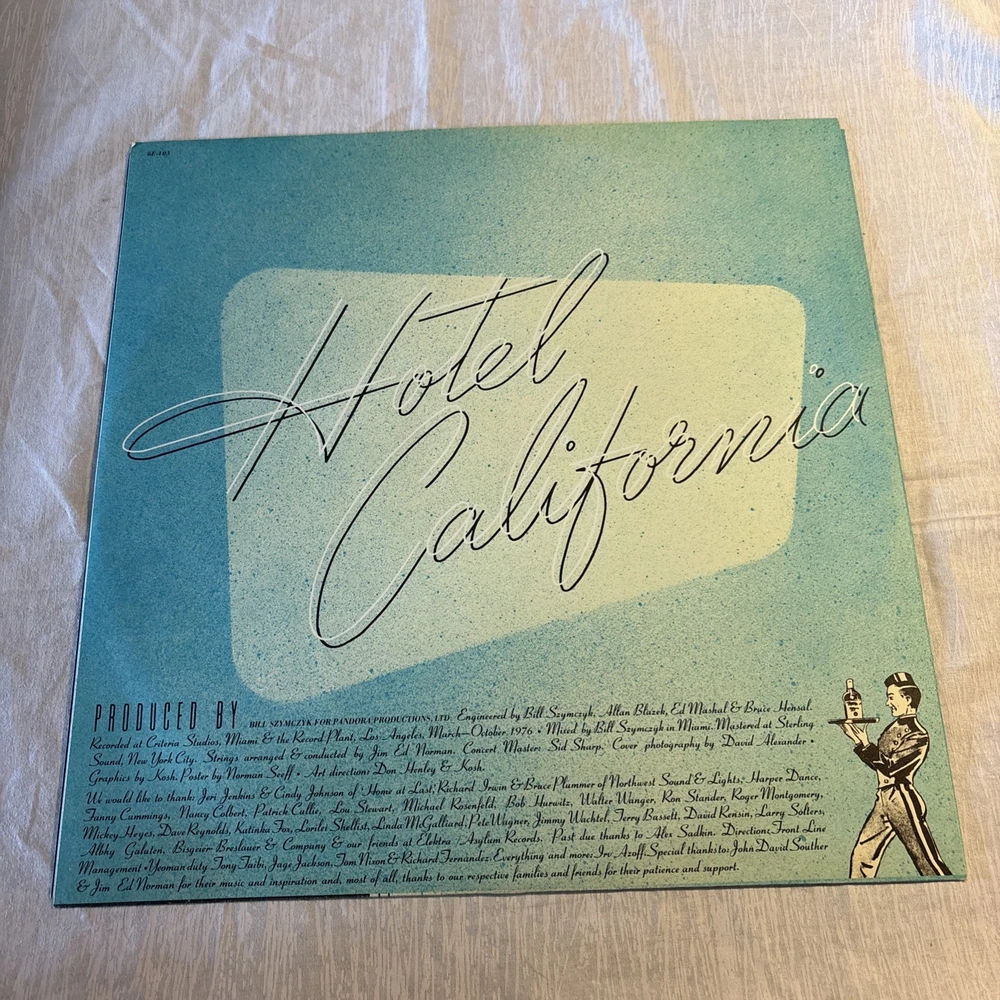 6E-103
Hotel
California
PRODUCED BY BILL SZYMCZYK FOR PANDORA PRODUCTIONS, LTD. Engineered by Bill Szymczyk, Allan Blazek, Ed Mashal & Bruce Hensal.
Recorded at Criteria Studios, Miami & the Record Plant, Los Angeles, March–October, 1976 • Mixed by Bill Szymczyk in Miami. Mastered at Sterling
Sound, New York City. Strings arranged & conducted by Jim Ed Norman. Concert Master: Sid Sharp. Cover photography by David Alexander •
Graphics by Kosh. Poster by Norman Seeff • Art direction: Don Henley & Kosh.
We would like to thank: Jeri Jenkins & Cindy Johnson of 'Home at Last', Richard Irwin & Bruce Plummer of Northwest Sound & Lights, Harper Dance,
Fanny Cummings, Nancy Colbert, Patrick Cullie, Lou Stewart, Michael Rosenfeld, Bob Hurwitz, Walter Wanger, Ron Stander, Roger Montgomery,
Mickey Heyes, Dave Reynolds, Katinka Fox, Lorilei Shellist, Linda McGalliard, Pete Wagner, Jimmy Wachtel, Terry Bassett, David Rensin, Larry Solters,
Albhy Galuten, Bisgeier-Breslauer & Company & our friends at Elektra/Asylum Records. Past due thanks to Alex Sadkin. Direction: Front Line
Management • Yeoman duty Tony Taibi, Jage Jackson, Tom Nixon & Richard Fernandez. Everything and more: Irv Azoff. Special thanks to: John David Souther
& Jim Ed Norman for their music and inspiration and, most of all, thanks to our respective families and friends for their patience and support.